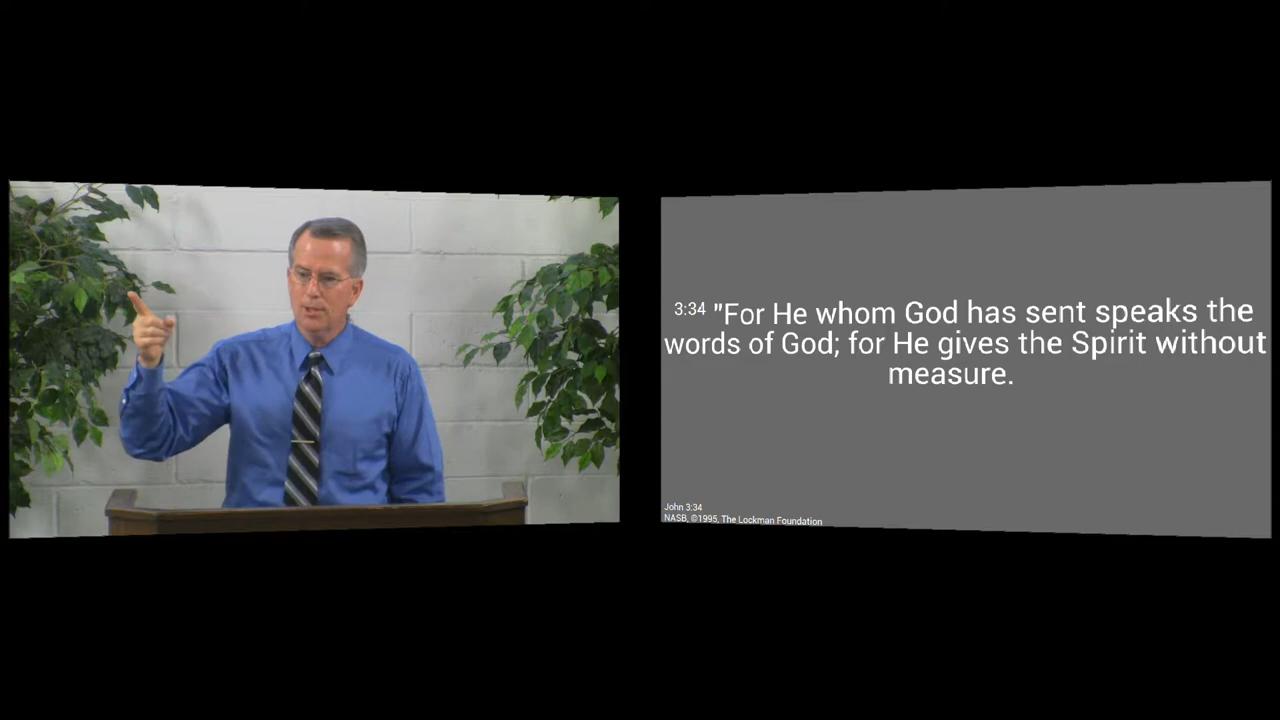 3:34 "For He whom God has sent speaks the
words of God; for He gives the Spirit without
measure.
John 3:34
NASB, ©1995, The Lockman Foundation